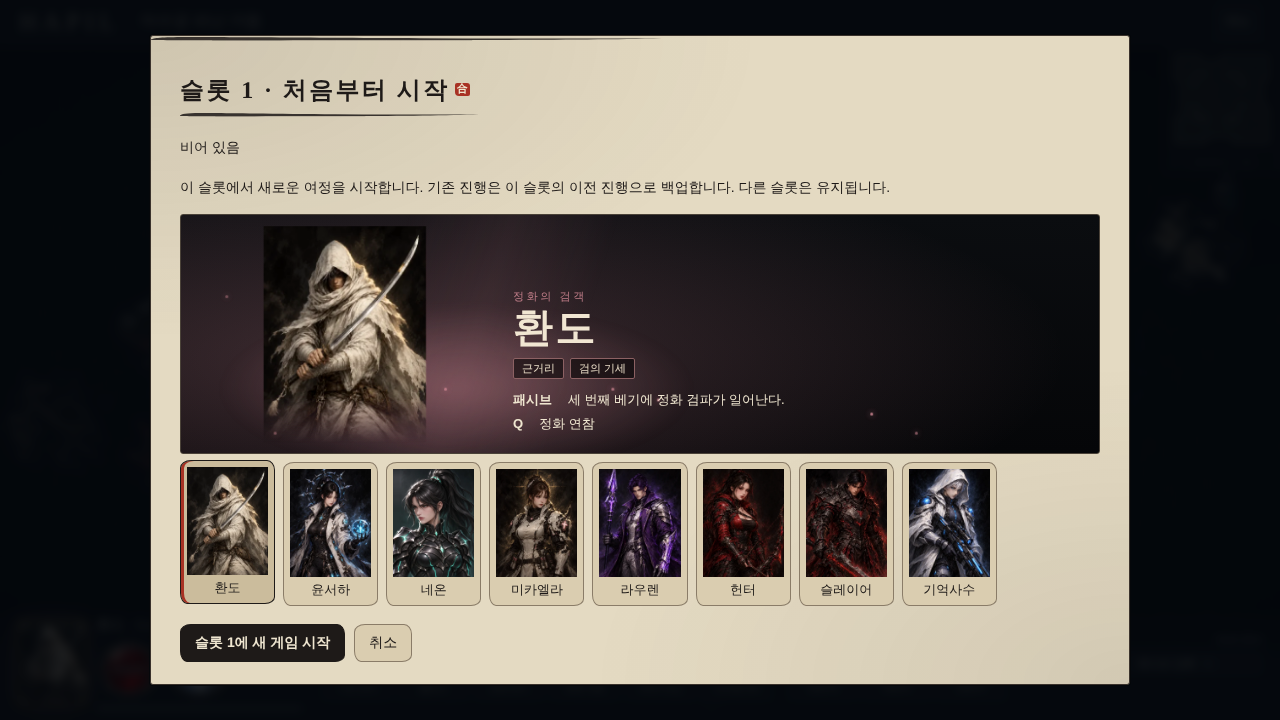 슬롯 1 · 처음부터 시작 合
비어 있음
이 슬롯에서 새로운 여정을 시작합니다. 기존 진행은 이 슬롯의 이전 진행으로 백업합니다. 다른 슬롯은 유지됩니다.
정화의 검객
환도
근거리 검의 기세
패시브 세 번째 베기에 정화 검파가 일어난다.
Q 정화 연참
환도 윤서하 네온 미카엘라 라우렌 헌터 슬레이어 기억사수
슬롯 1에 새 게임 시작 취소